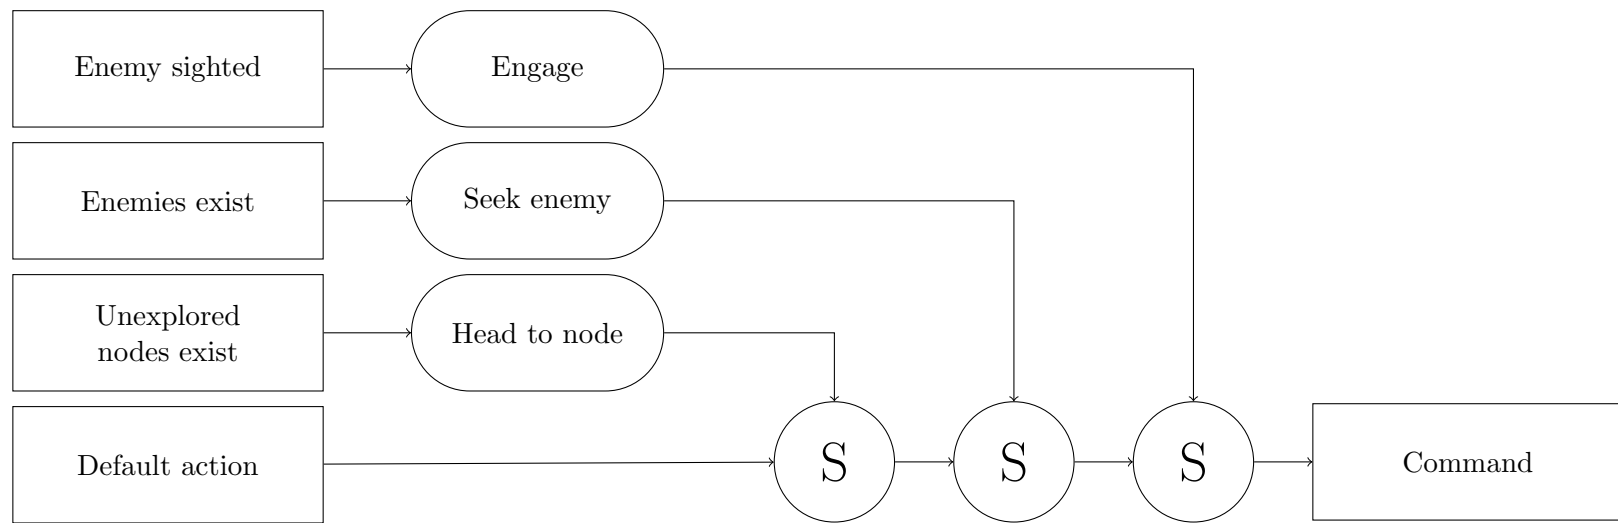 Enemy sighted
Engage
Enemies exist
Seek enemy
Unexplored
nodes exist
Head to node
Default action
S
S
S
Command